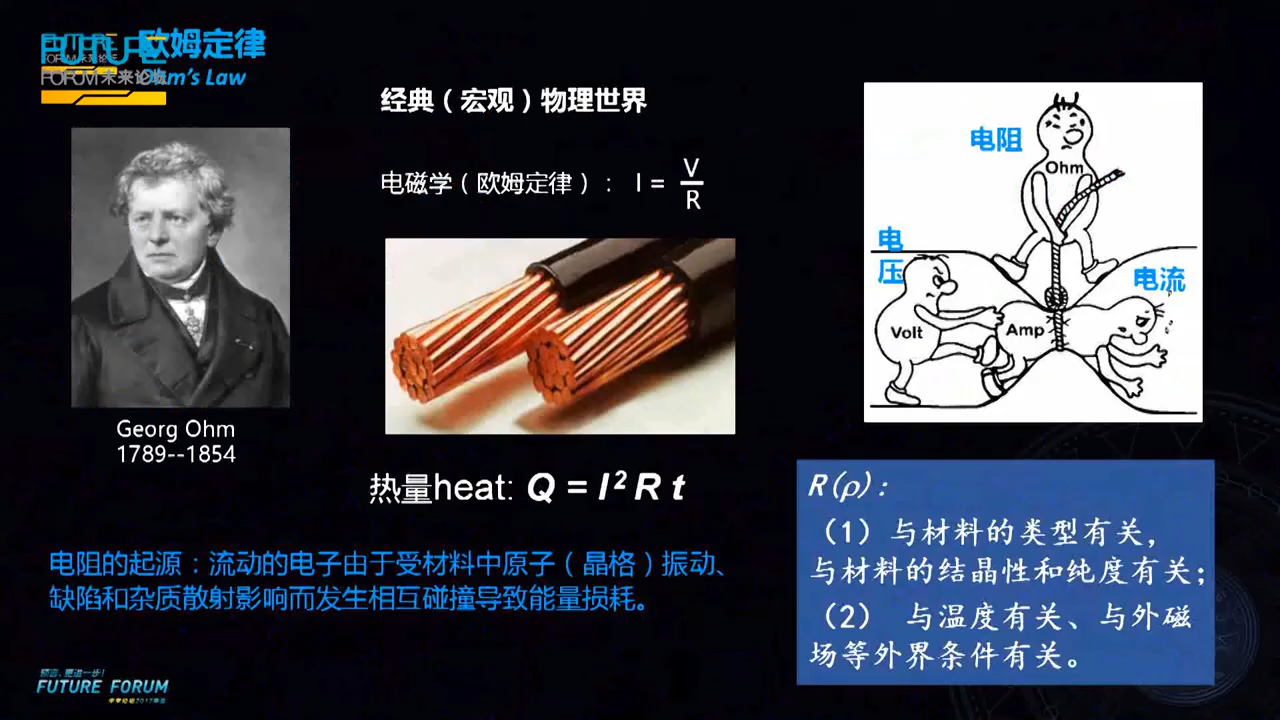 欧姆定律
Ohm's Law
FUTURE
FORUM 未来论坛
经典（宏观）物理世界
电磁学（欧姆定律）： I = V/R
Georg Ohm
1789--1854
热量heat: Q = I² R t
电阻的起源：流动的电子由于受材料中原子（晶格）振动、
缺陷和杂质散射影响而发生相互碰撞导致能量损耗。
电阻
Ohm
电
压
电流
Volt
Amp
R(ρ)：
（1）与材料的类型有关，
与材料的结晶性和纯度有关；
（2） 与温度有关、与外磁
场等外界条件有关。
预言，更进一步！
FUTURE FORUM